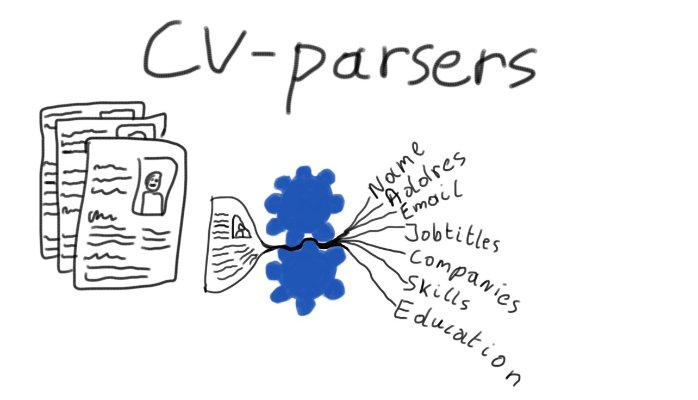 CV-parsers
Name
Addres
Email
Jobtitles
Companies
Skills
Education